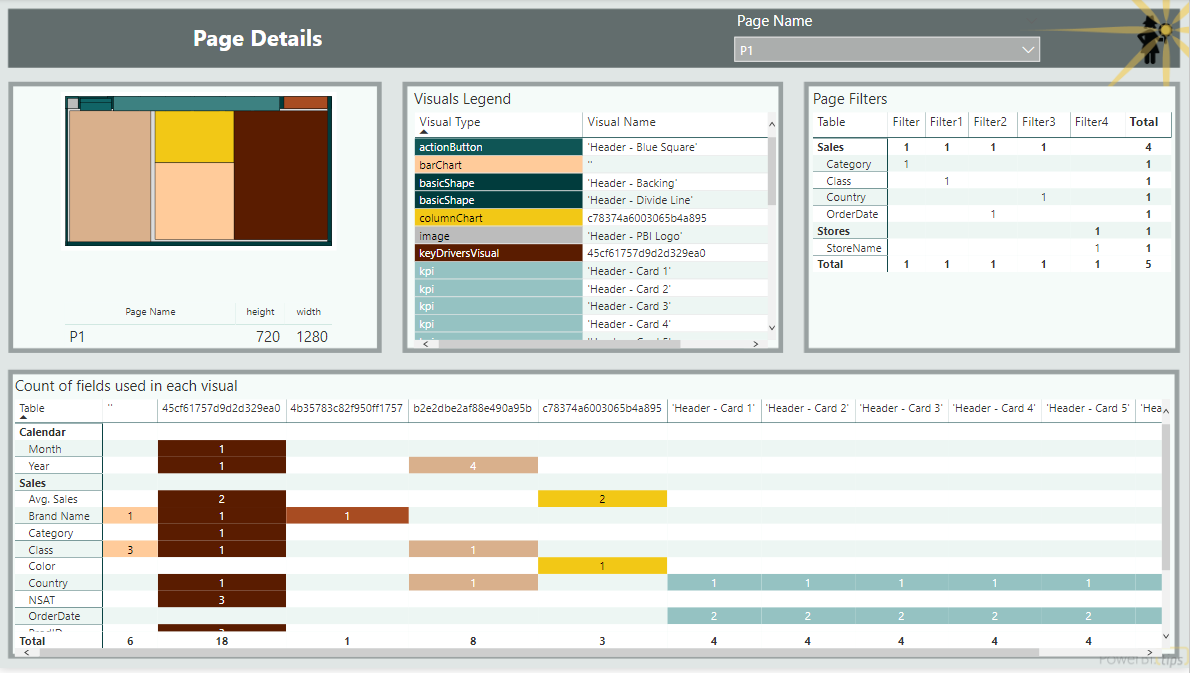 Page Details
Page Name
P1
Page Name height width
P1 720 1280
Visuals Legend
Visual Type Visual Name
actionButton 'Header - Blue Square'
barChart ''
basicShape 'Header - Backing'
basicShape 'Header - Divide Line'
columnChart c78374a6003065b4a895
image 'Header - PBI Logo'
keyDriversVisual 45cf61757d9d2d329ea0
kpi 'Header - Card 1'
kpi 'Header - Card 2'
kpi 'Header - Card 3'
kpi 'Header - Card 4'
Page Filters
Table Filter Filter1 Filter2 Filter3 Filter4 Total
Sales 1 1 1 1 4
Category 1 1
Class 1 1
Country 1 1
OrderDate 1 1
Stores 1 1
StoreName 1 1
Total 1 1 1 1 1 5
Count of fields used in each visual
Table '' 45cf61757d9d2d329ea0 4b35783c82f950ff1757 b2e2dbe2af88e490a95b c78374a6003065b4a895 'Header - Card 1' 'Header - Card 2' 'Header - Card 3' 'Header - Card 4' 'Header - Card 5' 'Hea
Calendar
Month 1
Year 1 4
Sales
Avg. Sales 2 2
Brand Name 1 1 1
Category 1
Class 3 1 1
Color 1
Country 1 1 1 1 1 1 1
NSAT 3
OrderDate 2 2 2 2 2
Total 6 18 1 8 3 4 4 4 4 4